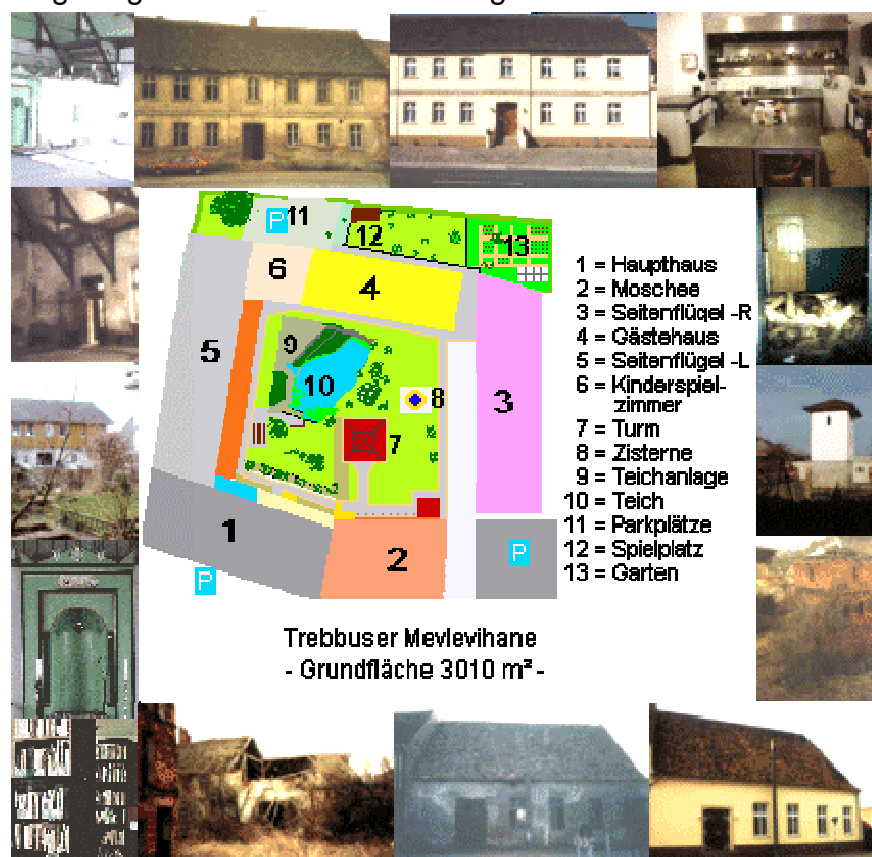 P 11
12
13
6
4
5
9
10
8
3
7
1
2
P
P
1 = Haupthaus
2 = Moschee
3 = Seitenflügel -R
4 = Gästehaus
5 = Seitenflügel -L
6 = Kinderspiel-
zimmer
7 = Turm
8 = Zisterne
9 = Teichanlage
10 = Teich
11 = Parkplätze
12 = Spielplatz
13 = Garten
Trebbuser Mevlevihane
- Grundfläche 3010 m² -